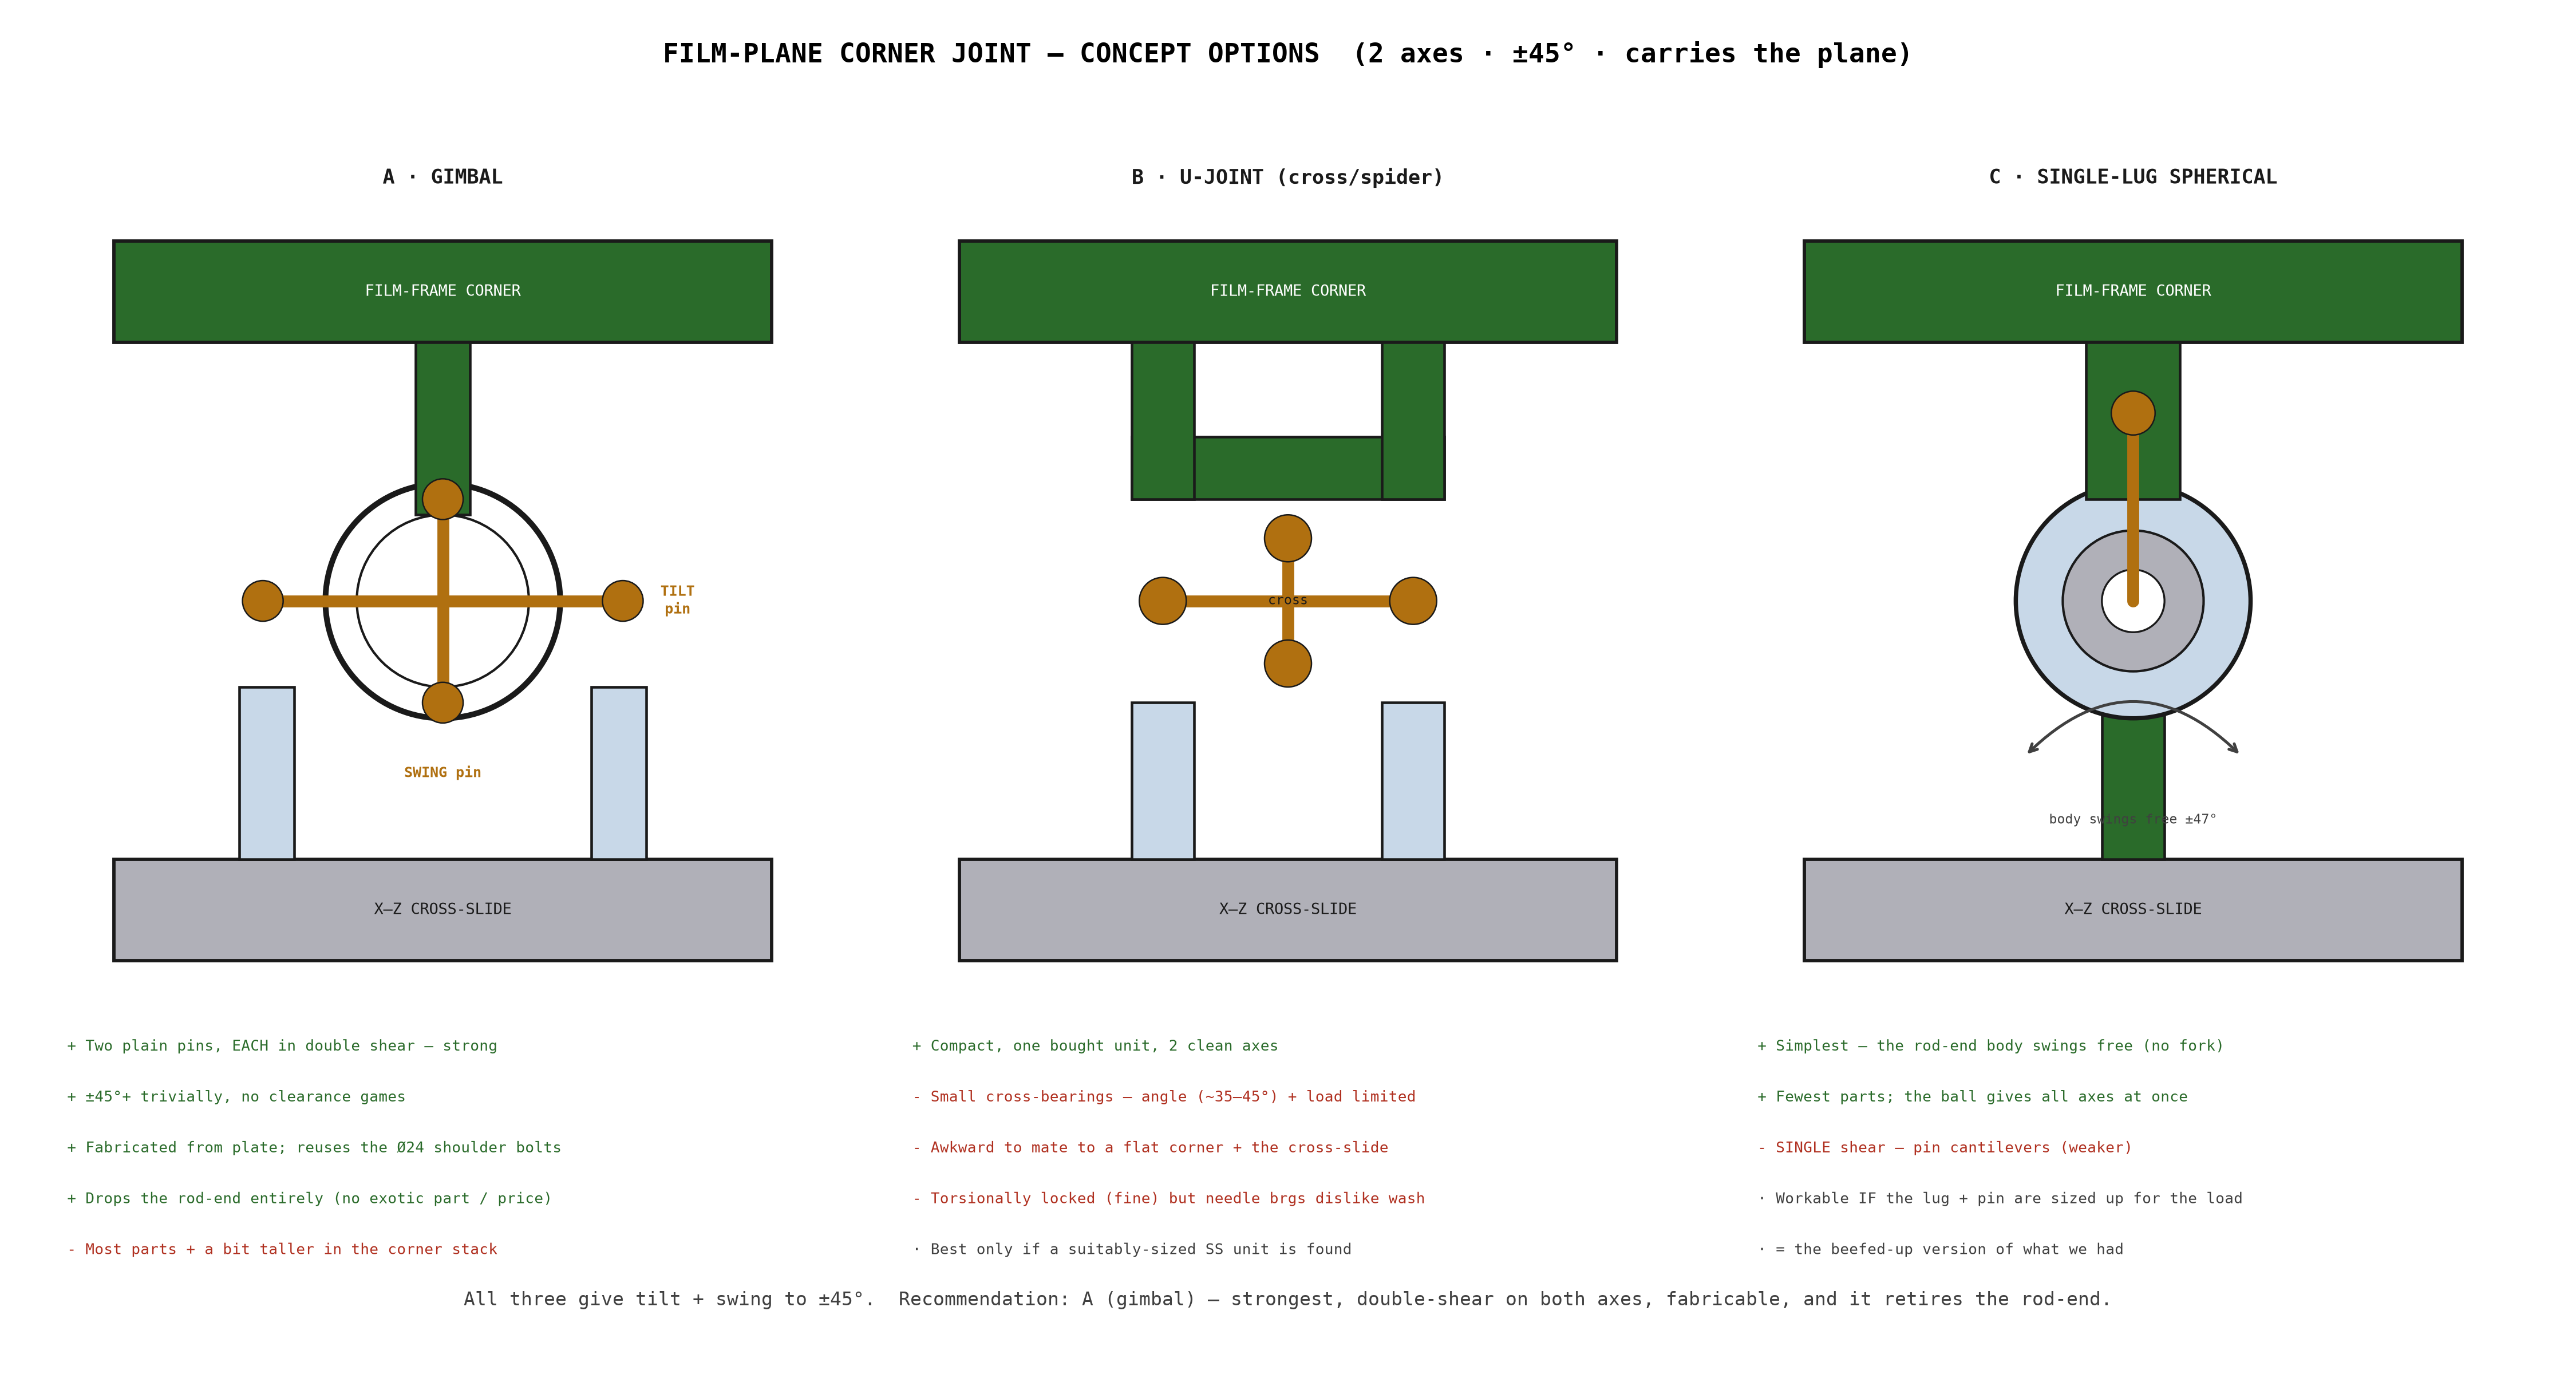 FILM-PLANE CORNER JOINT — CONCEPT OPTIONS  (2 axes · ±45° · carries the plane)
A · GIMBAL
FILM-FRAME CORNER
TILT
pin
SWING pin
X–Z CROSS-SLIDE
+ Two plain pins, EACH in double shear — strong
+ ±45°+ trivially, no clearance games
+ Fabricated from plate; reuses the Ø24 shoulder bolts
+ Drops the rod-end entirely (no exotic part / price)
- Most parts + a bit taller in the corner stack
B · U-JOINT (cross/spider)
FILM-FRAME CORNER
cross
X–Z CROSS-SLIDE
+ Compact, one bought unit, 2 clean axes
- Small cross-bearings — angle (~35–45°) + load limited
- Awkward to mate to a flat corner + the cross-slide
- Torsionally locked (fine) but needle brgs dislike wash
· Best only if a suitably-sized SS unit is found
C · SINGLE-LUG SPHERICAL
FILM-FRAME CORNER
body swings free ±47°
X–Z CROSS-SLIDE
+ Simplest — the rod-end body swings free (no fork)
+ Fewest parts; the ball gives all axes at once
- SINGLE shear — pin cantilevers (weaker)
· Workable IF the lug + pin are sized up for the load
· = the beefed-up version of what we had
All three give tilt + swing to ±45°.  Recommendation: A (gimbal) — strongest, double-shear on both axes, fabricable, and it retires the rod-end.